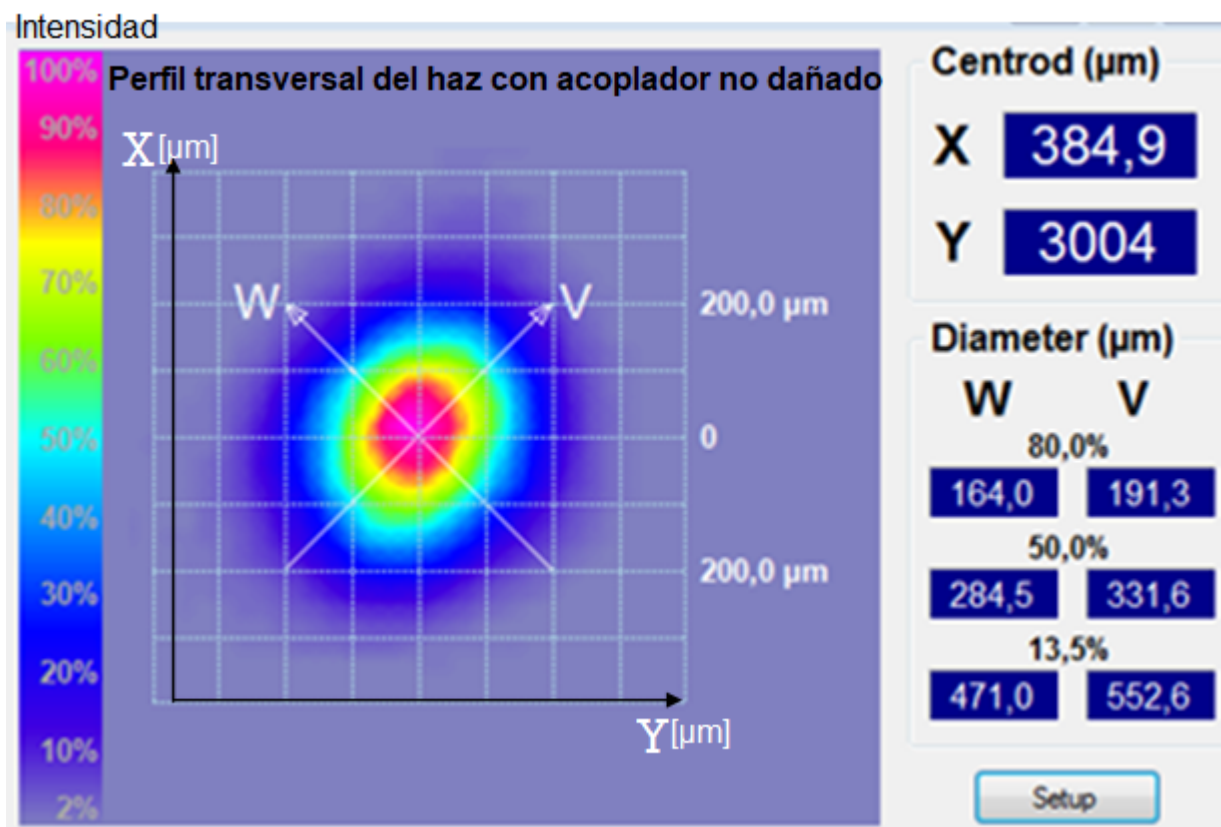 Intensidad
100%
90%
80%
70%
60%
50%
40%
30%
20%
10%
2%
Perfil transversal del haz con acoplador no dañado
X[µm]
W
V
200,0 µm
0
200,0 µm
Y[µm]
Centrod (µm)
X 384,9
Y 3004
Diameter (µm)
W V
80,0%
164,0 191,3
50,0%
284,5 331,6
13,5%
471,0 552,6
Setup